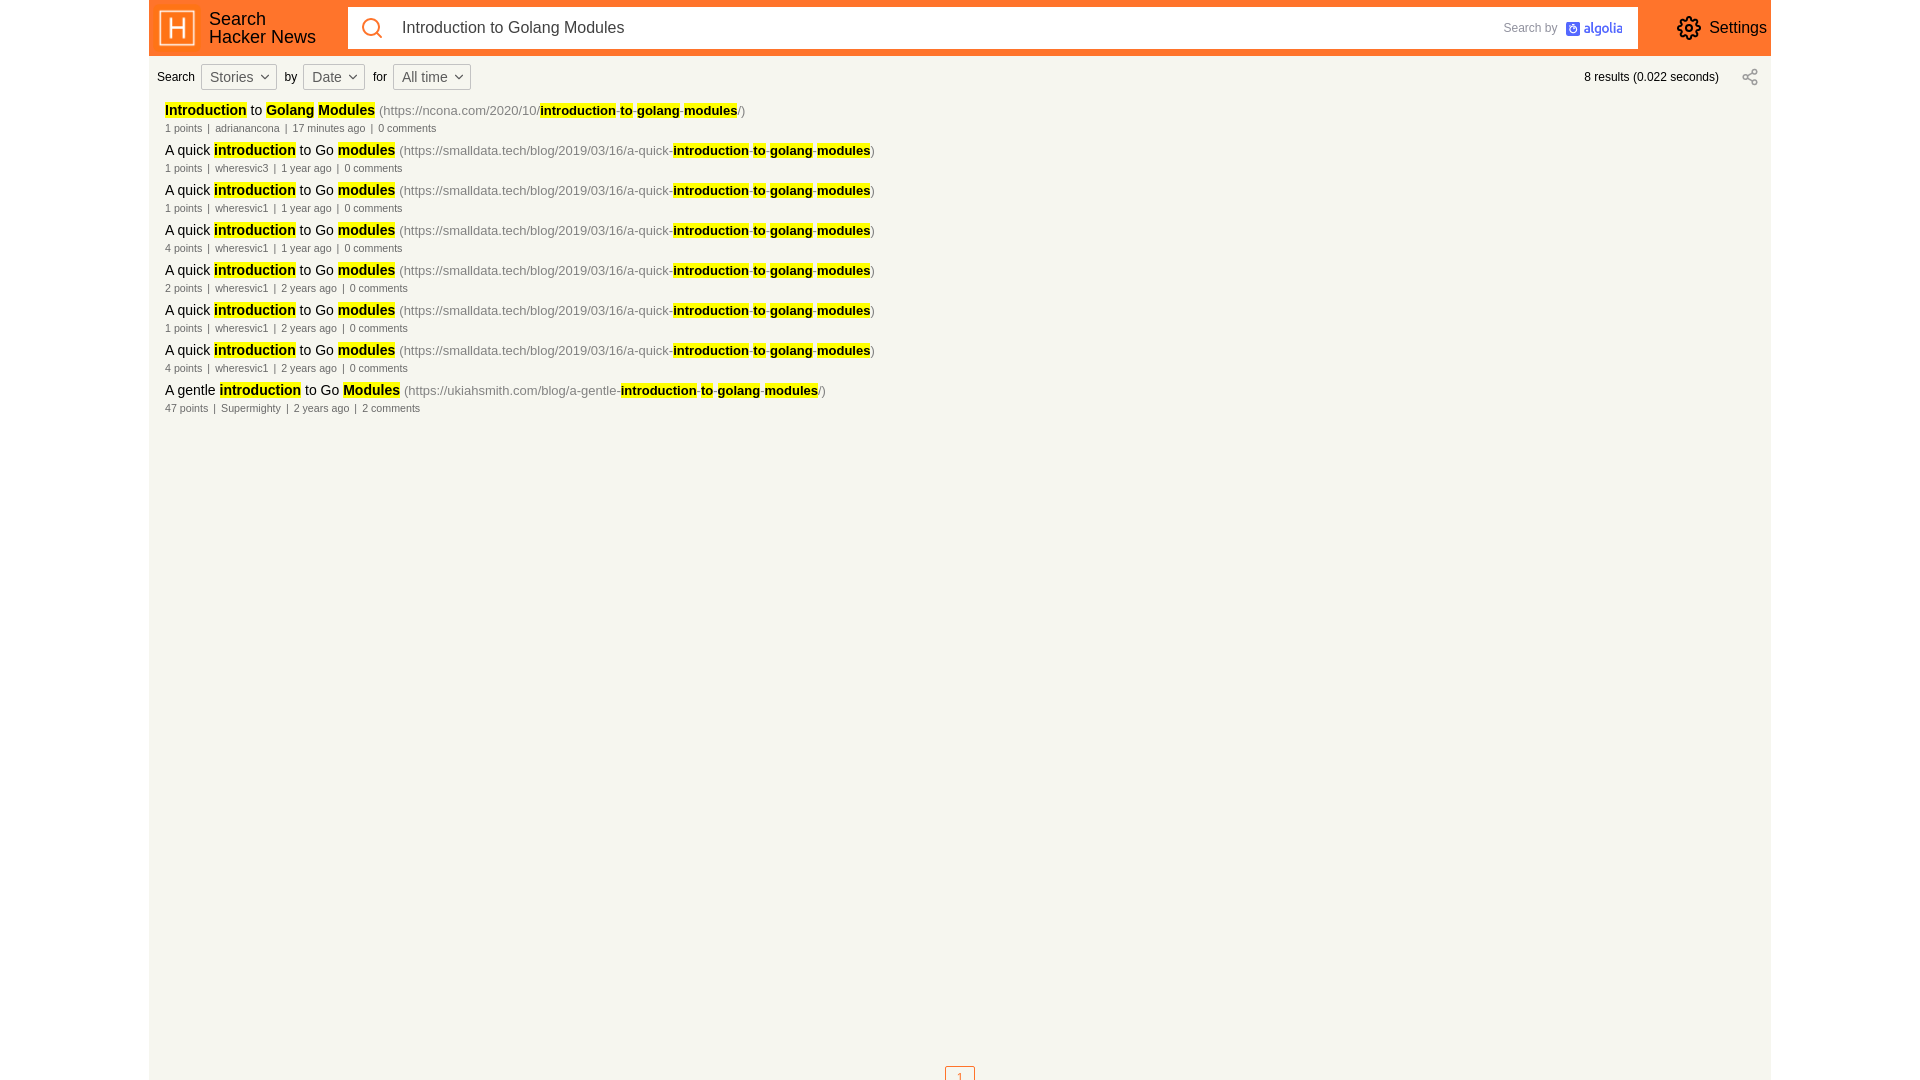 H Search Hacker News
Introduction to Golang Modules
Search by algolia
Settings
Search Stories by Date for All time
8 results (0.022 seconds)
Introduction to Golang Modules (https://ncona.com/2020/10/introduction-to-golang-modules/)
1 points | adrianancona | 17 minutes ago | 0 comments
A quick introduction to Go modules (https://smalldata.tech/blog/2019/03/16/a-quick-introduction-to-golang-modules)
1 points | wheresvic3 | 1 year ago | 0 comments
A quick introduction to Go modules (https://smalldata.tech/blog/2019/03/16/a-quick-introduction-to-golang-modules)
1 points | wheresvic1 | 1 year ago | 0 comments
A quick introduction to Go modules (https://smalldata.tech/blog/2019/03/16/a-quick-introduction-to-golang-modules)
4 points | wheresvic1 | 1 year ago | 0 comments
A quick introduction to Go modules (https://smalldata.tech/blog/2019/03/16/a-quick-introduction-to-golang-modules)
2 points | wheresvic1 | 2 years ago | 0 comments
A quick introduction to Go modules (https://smalldata.tech/blog/2019/03/16/a-quick-introduction-to-golang-modules)
1 points | wheresvic1 | 2 years ago | 0 comments
A quick introduction to Go modules (https://smalldata.tech/blog/2019/03/16/a-quick-introduction-to-golang-modules)
4 points | wheresvic1 | 2 years ago | 0 comments
A gentle introduction to Go Modules (https://ukiahsmith.com/blog/a-gentle-introduction-to-golang-modules/)
47 points | Supermighty | 2 years ago | 2 comments
1